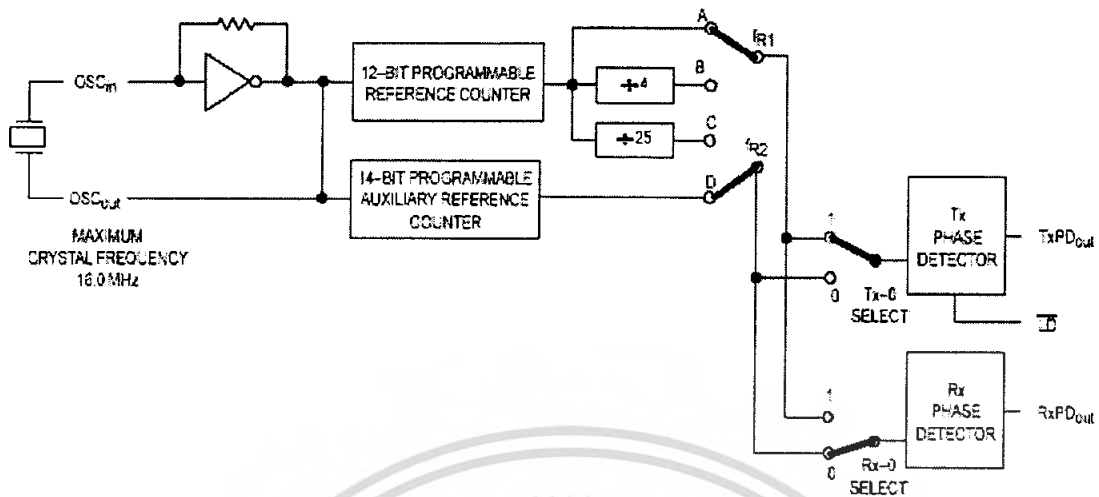 OSCin
12–BIT PROGRAMMABLE
REFERENCE COUNTER
A
fR1
÷4
B
÷25
C
fR2
D
14–BIT PROGRAMMABLE
AUXILIARY REFERENCE
COUNTER
OSCout
MAXIMUM
CRYSTAL FREQUENCY
16.0 MHz
1
0
Tx–0
SELECT
Tx
PHASE
DETECTOR
TxPDout
LD
1
0
Rx–0
SELECT
Rx
PHASE
DETECTOR
RxPDout